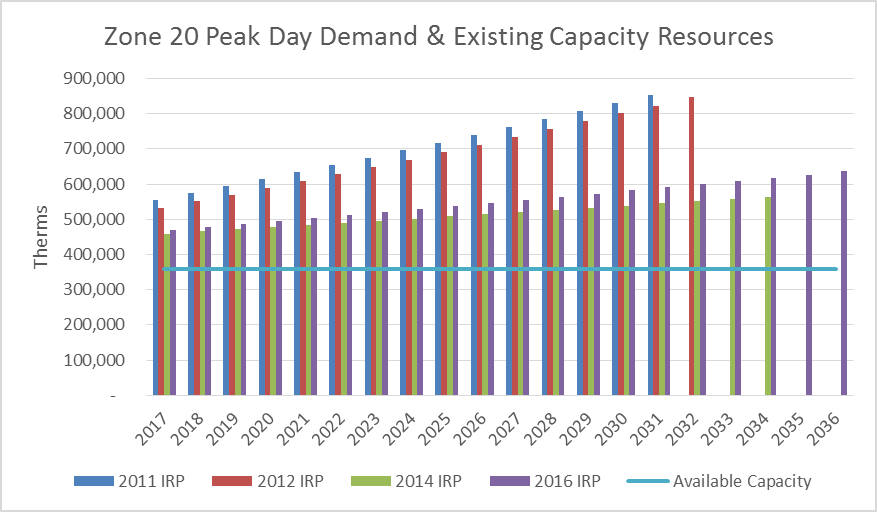 Zone 20 Peak Day Demand & Existing Capacity Resources
Therms
900,000
800,000
700,000
600,000
500,000
400,000
300,000
200,000
100,000
-
2017 2018 2019 2020 2021 2022 2023 2024 2025 2026 2027 2028 2029 2030 2031 2032 2033 2034 2035 2036
2011 IRP 2012 IRP 2014 IRP 2016 IRP Available Capacity